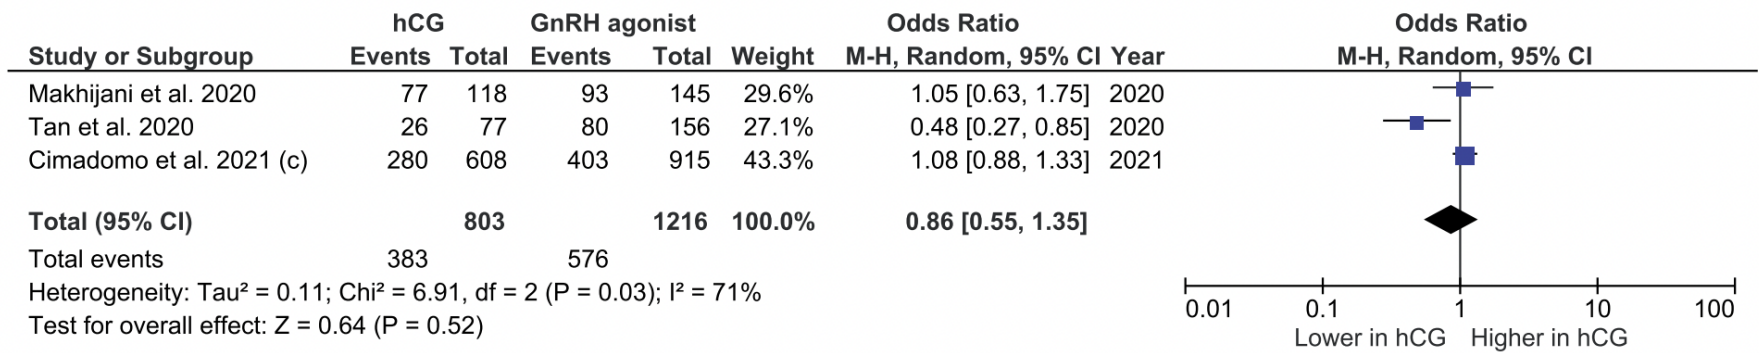 hCG GnRH agonist Odds Ratio Odds Ratio
Study or Subgroup Events Total Events Total Weight M-H, Random, 95% CI Year M-H, Random, 95% CI
Makhijani et al. 2020 77 118 93 145 29.6% 1.05 [0.63, 1.75] 2020
Tan et al. 2020 26 77 80 156 27.1% 0.48 [0.27, 0.85] 2020
Cimadomo et al. 2021 (c) 280 608 403 915 43.3% 1.08 [0.88, 1.33] 2021
Total (95% CI) 803 1216 100.0% 0.86 [0.55, 1.35]
Total events 383 576
Heterogeneity: Tau² = 0.11; Chi² = 6.91, df = 2 (P = 0.03); I² = 71%
Test for overall effect: Z = 0.64 (P = 0.52)
0.01 0.1 1 10 100
Lower in hCG Higher in hCG